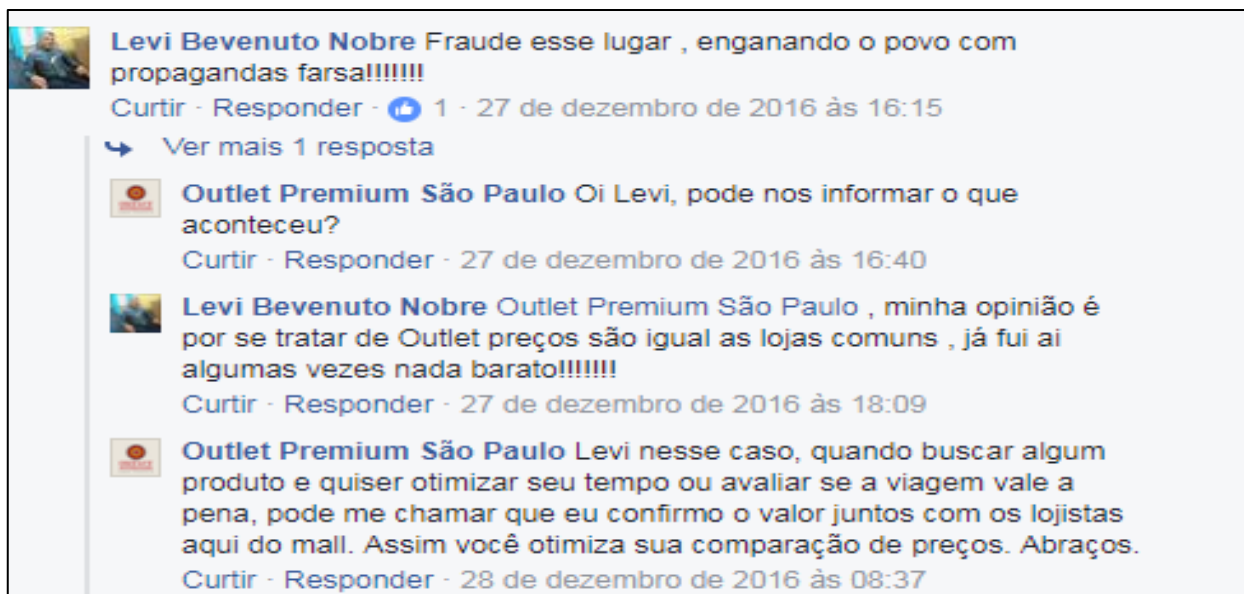 Levi Bevenuto Nobre Fraude esse lugar , enganando o povo com
propagandas farsa!!!!!!!
Curtir · Responder · 1 · 27 de dezembro de 2016 às 16:15
Ver mais 1 resposta
Outlet Premium São Paulo Oi Levi, pode nos informar o que
aconteceu?
Curtir · Responder · 27 de dezembro de 2016 às 16:40
Levi Bevenuto Nobre Outlet Premium São Paulo , minha opinião é
por se tratar de Outlet preços são igual as lojas comuns , já fui ai
algumas vezes nada barato!!!!!!!
Curtir · Responder · 27 de dezembro de 2016 às 18:09
Outlet Premium São Paulo Levi nesse caso, quando buscar algum
produto e quiser otimizar seu tempo ou avaliar se a viagem vale a
pena, pode me chamar que eu confirmo o valor juntos com os lojistas
aqui do mall. Assim você otimiza sua comparação de preços. Abraços.
Curtir · Responder · 28 de dezembro de 2016 às 08:37